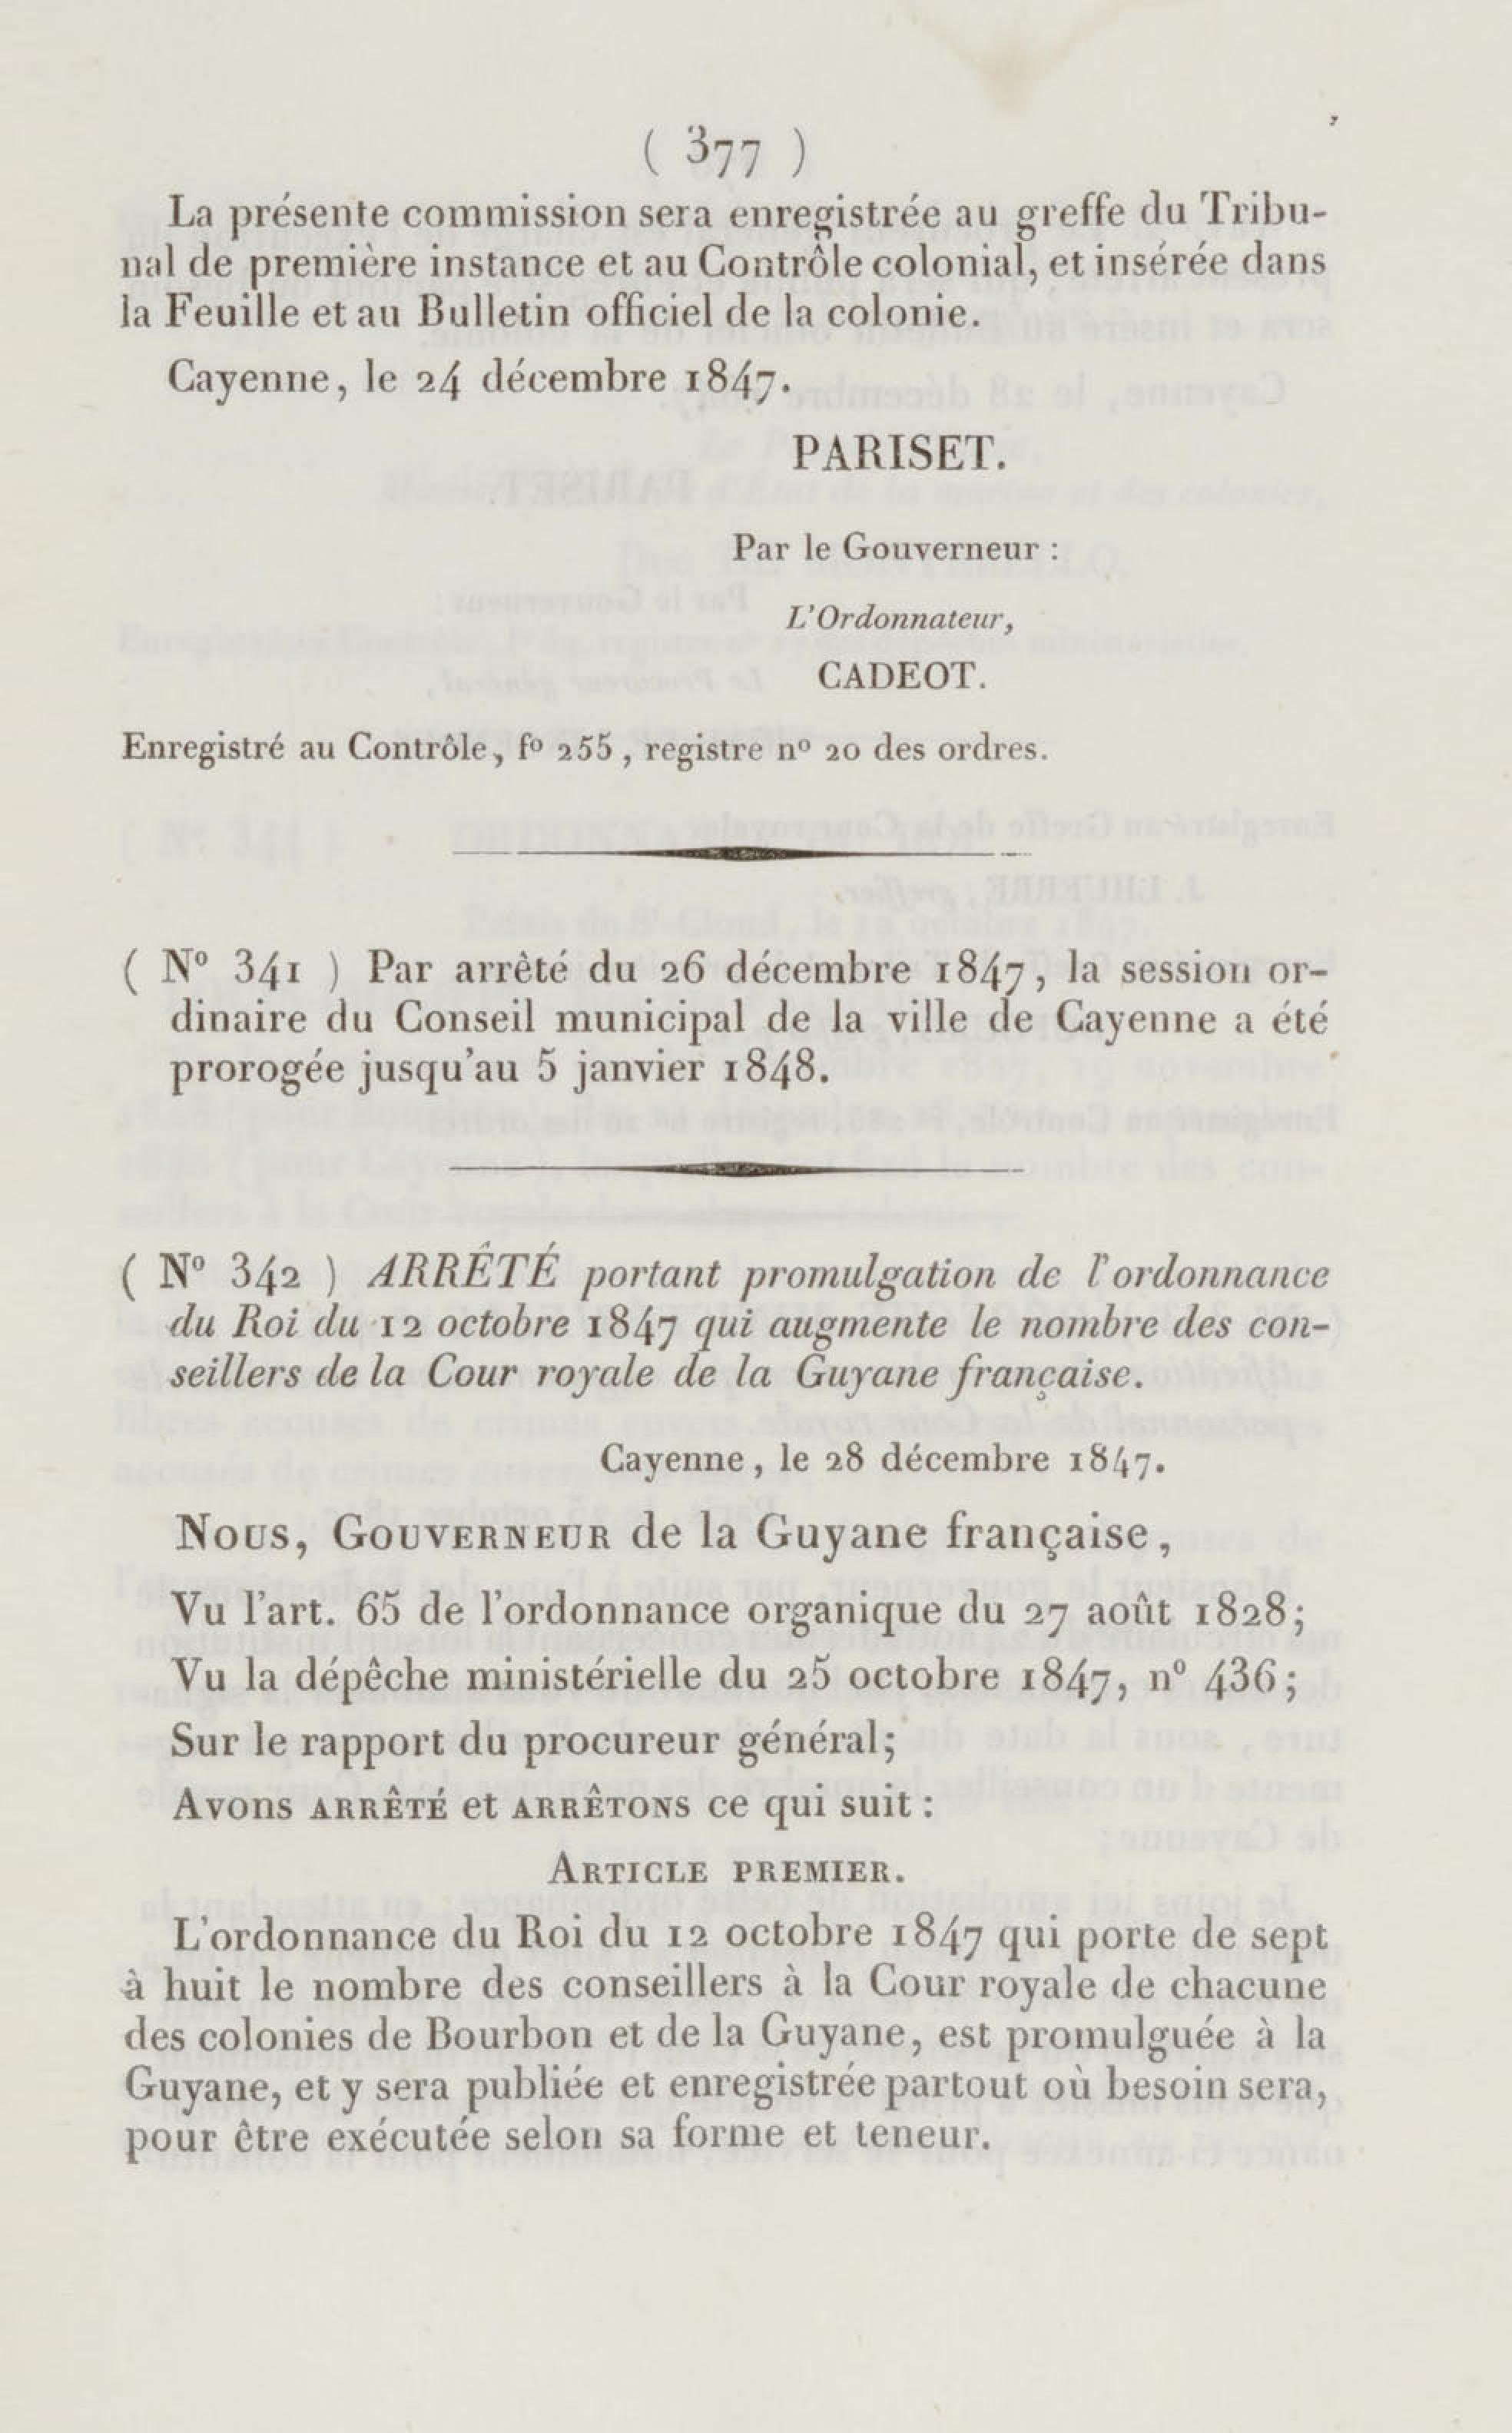 ( 377 )
La présente commission sera enregistrée au greffe du Tribu-
nal de première instance et au Contrôle colonial, et insérée dans
la Feuille et au Bulletin officiel de la colonie.
Cayenne, le 24 décembre 1847.
PARISET.
Par le Gouverneur :
L'Ordonnateur,
CADEOT.
Enregistré au Contrôle, fº 255, registre nº 20 des ordres.
( Nº 341 ) Par arrêté du 26 décembre 1847, la session or-
dinaire du Conseil municipal de la ville de Cayenne a été
prorogée jusqu'au 5 janvier 1848.
( Nº 342 ) ARRÊTÉ portant promulgation de l'ordonnance
du Roi du 12 octobre 1847 qui augmente le nombre des con-
seillers de la Cour royale de la Guyane française.
Cayenne, le 28 décembre 1847.
Nous, Gouverneur de la Guyane française,
Vu l'art. 65 de l'ordonnance organique du 27 août 1828;
Vu la dépêche ministérielle du 25 octobre 1847, nº 436;
Sur le rapport du procureur général;
Avons arrêté et arrêtons ce qui suit :
Article premier.
L'ordonnance du Roi du 12 octobre 1847 qui porte de sept
à huit le nombre des conseillers à la Cour royale de chacune
des colonies de Bourbon et de la Guyane, est promulguée à la
Guyane, et y sera publiée et enregistrée partout où besoin sera,
pour être exécutée selon sa forme et teneur.